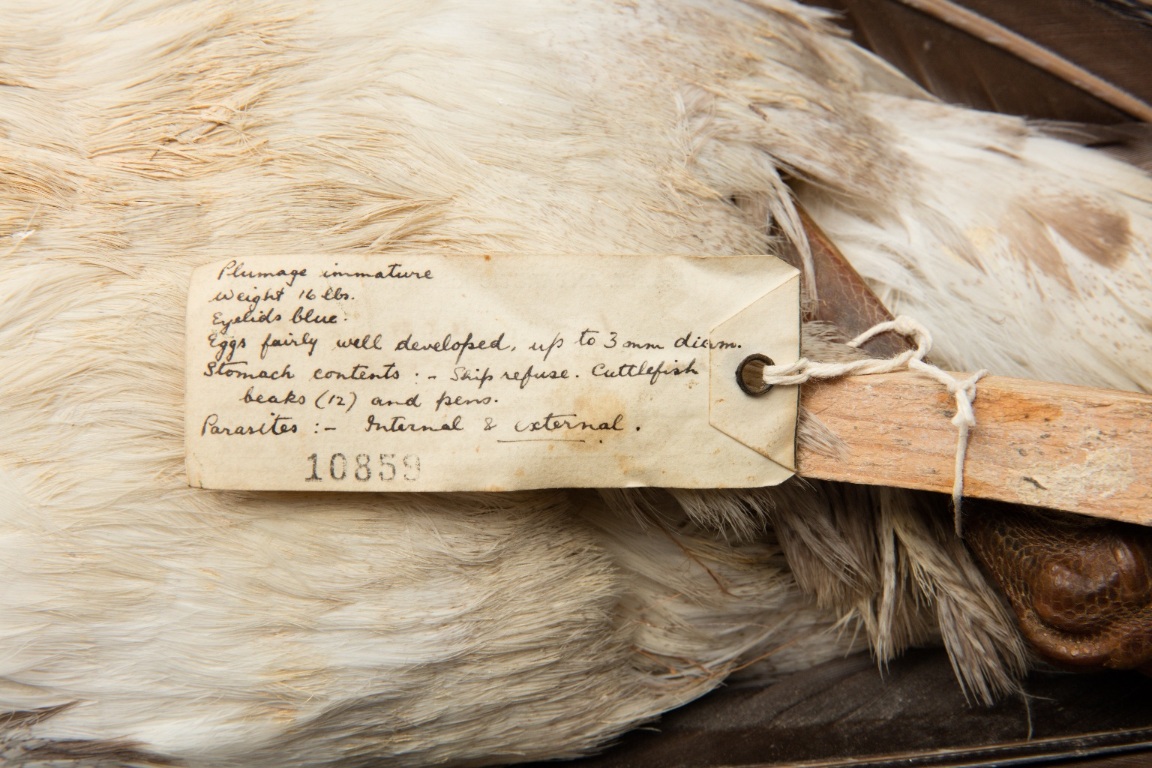 Plumage immature
Weight 16 lbs.
Eyelids blue.
Eggs fairly well developed, up to 3 mm diam.
Stomach contents :- Ship refuse. Cuttlefish
beaks (12) and pens.
Parasites :- Internal & external.
10859